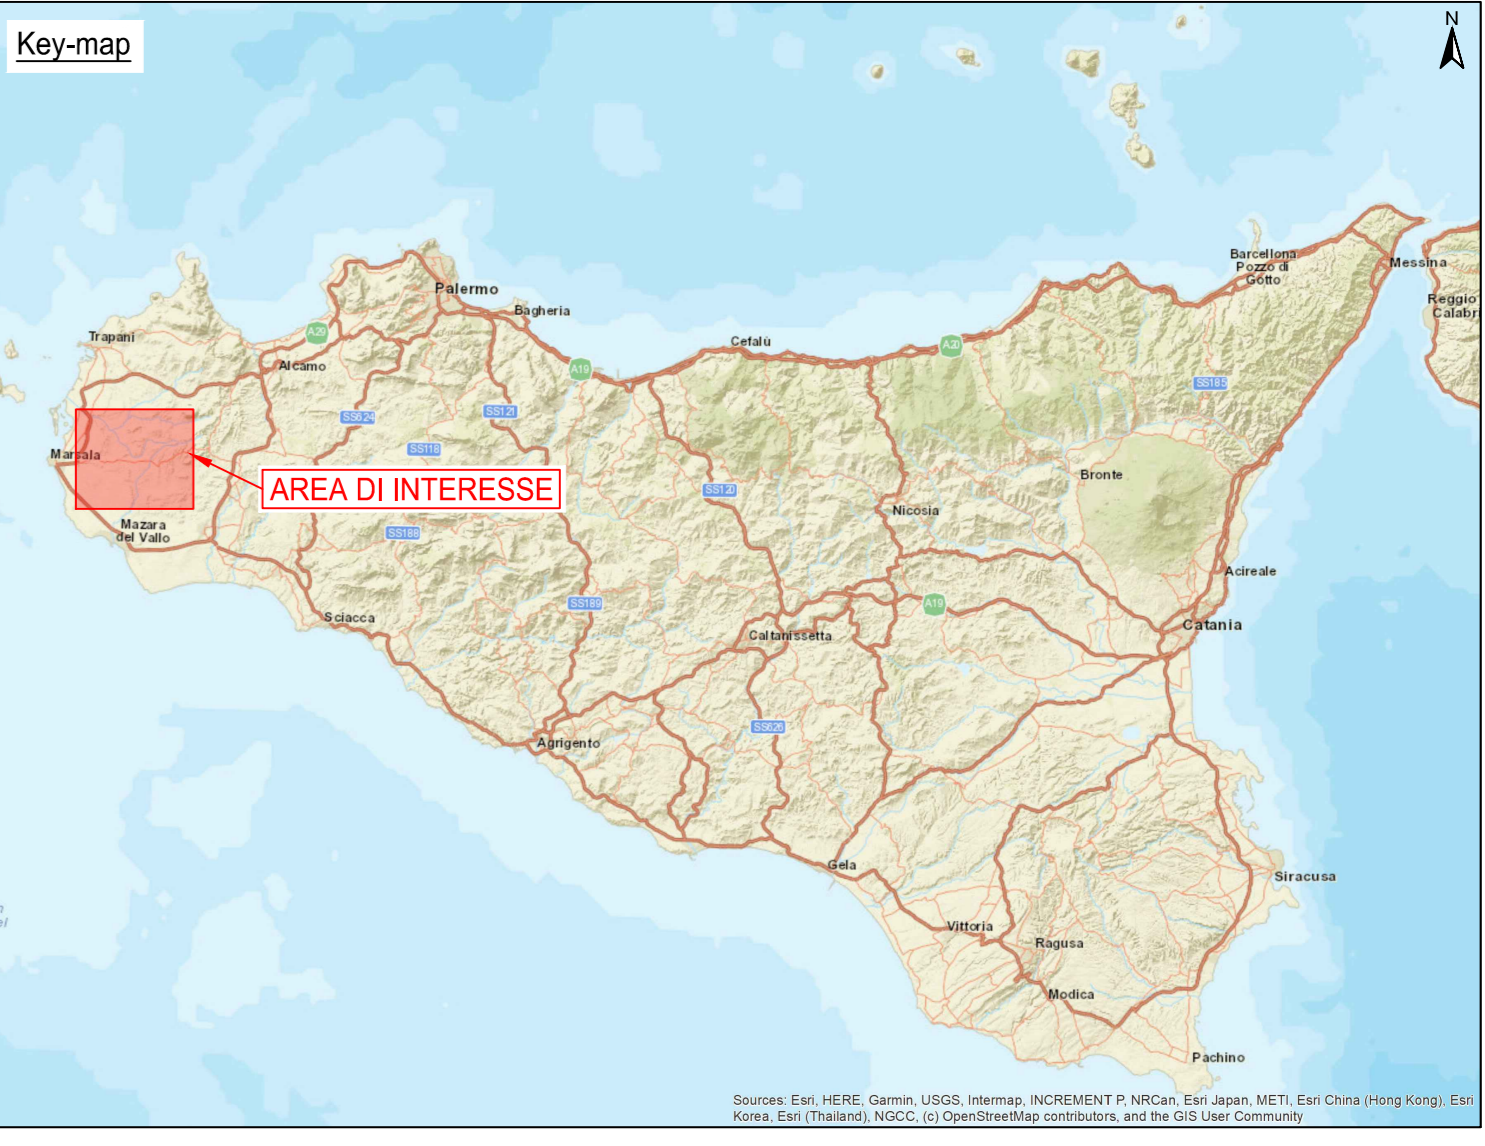 Key-map
N
Palermo
Bagheria
Trapani
A29
Alcamo
A19
Cefalù
A20
Barcellona
Pozzo di
Gotto
Messina
Reggio
Calabri
SS185
SS624
SS121
SS118
Marsala
AREA DI INTERESSE
SS120
Bronte
Nicosia
Mazara
del Vallo
SS188
Acireale
SS189
A19
Sciacca
Caltanissetta
Catania
SS626
Agrigento
Gela
Siracusa
Vittoria
Ragusa
Modica
Pachino
Sources: Esri, HERE, Garmin, USGS, Intermap, INCREMENT P, NRCan, Esri Japan, METI, Esri China (Hong Kong), Esri
Korea, Esri (Thailand), NGCC, (c) OpenStreetMap contributors, and the GIS User Community